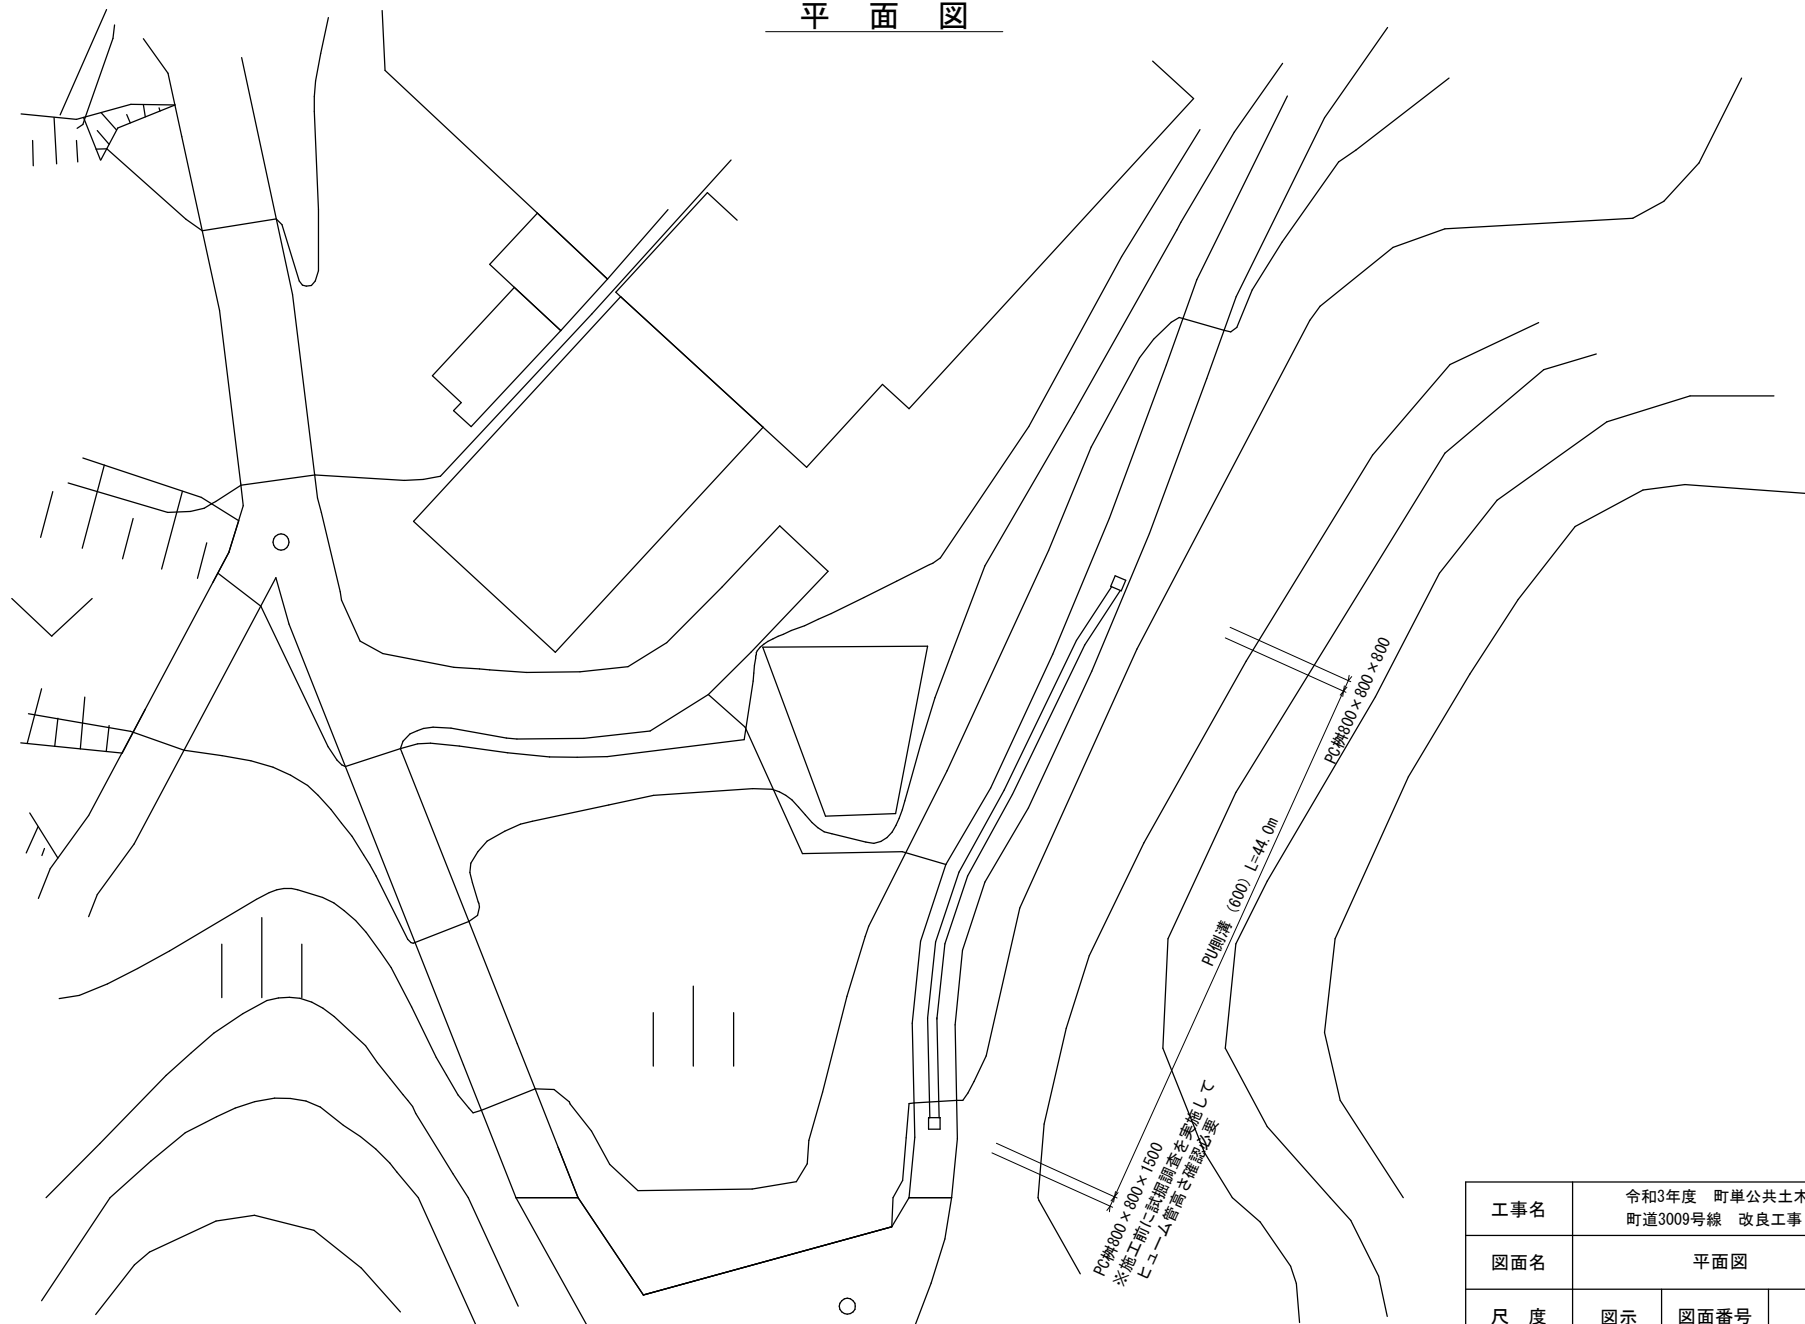 平　面　図
PC桝800×800×800
PU側溝（600）L=44.0m
PC桝800×800×1500
※施工前に試掘調査を実施して
ヒューム管高さ確認必要
工事名　令和3年度　町単公共土木
町道3009号線　改良工事
図面名　平面図
尺　度　図示　図面番号